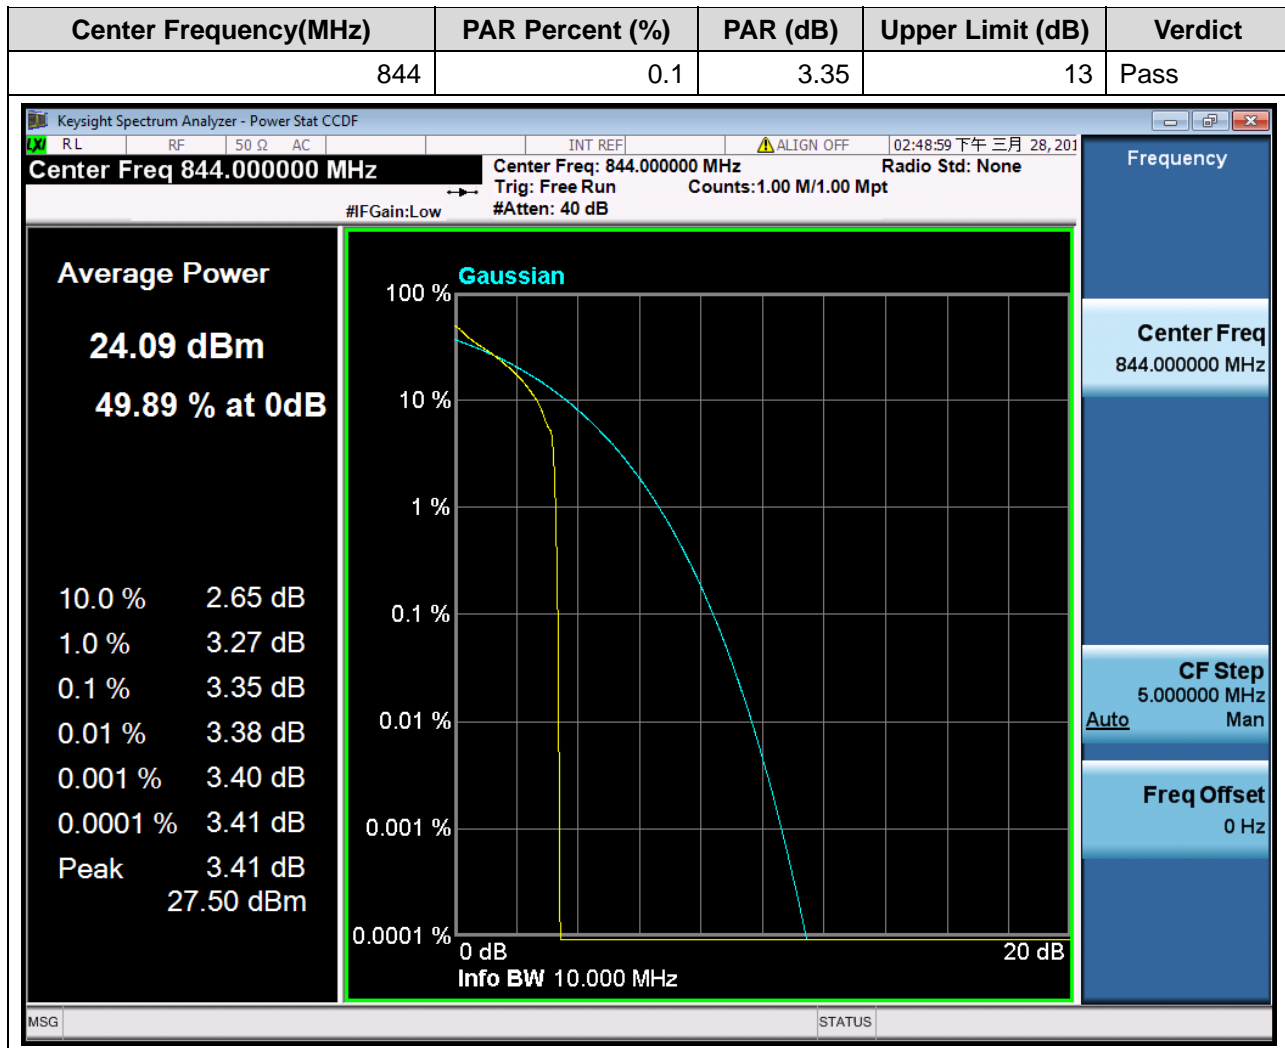 Center Frequency(MHz) PAR Percent (%) PAR (dB) Upper Limit (dB) Verdict
844 0.1 3.35 13 Pass
Keysight Spectrum Analyzer - Power Stat CCDF
LXI RL RF 50 Ω AC INT REF ALIGN OFF 02:48:59 下午 三月 28, 201
Center Freq 844.000000 MHz
Center Freq: 844.000000 MHz Radio Std: None
Trig: Free Run Counts:1.00 M/1.00 Mpt
#IFGain:Low #Atten: 40 dB
Average Power
24.09 dBm
49.89 % at 0dB
10.0 % 2.65 dB
1.0 % 3.27 dB
0.1 % 3.35 dB
0.01 % 3.38 dB
0.001 % 3.40 dB
0.0001 % 3.41 dB
Peak 3.41 dB
27.50 dBm
Gaussian
100 %
10 %
1 %
0.1 %
0.01 %
0.001 %
0.0001 %
0 dB 20 dB
Info BW 10.000 MHz
Frequency
Center Freq
844.000000 MHz
CF Step
5.000000 MHz
Auto Man
Freq Offset
0 Hz
MSG STATUS